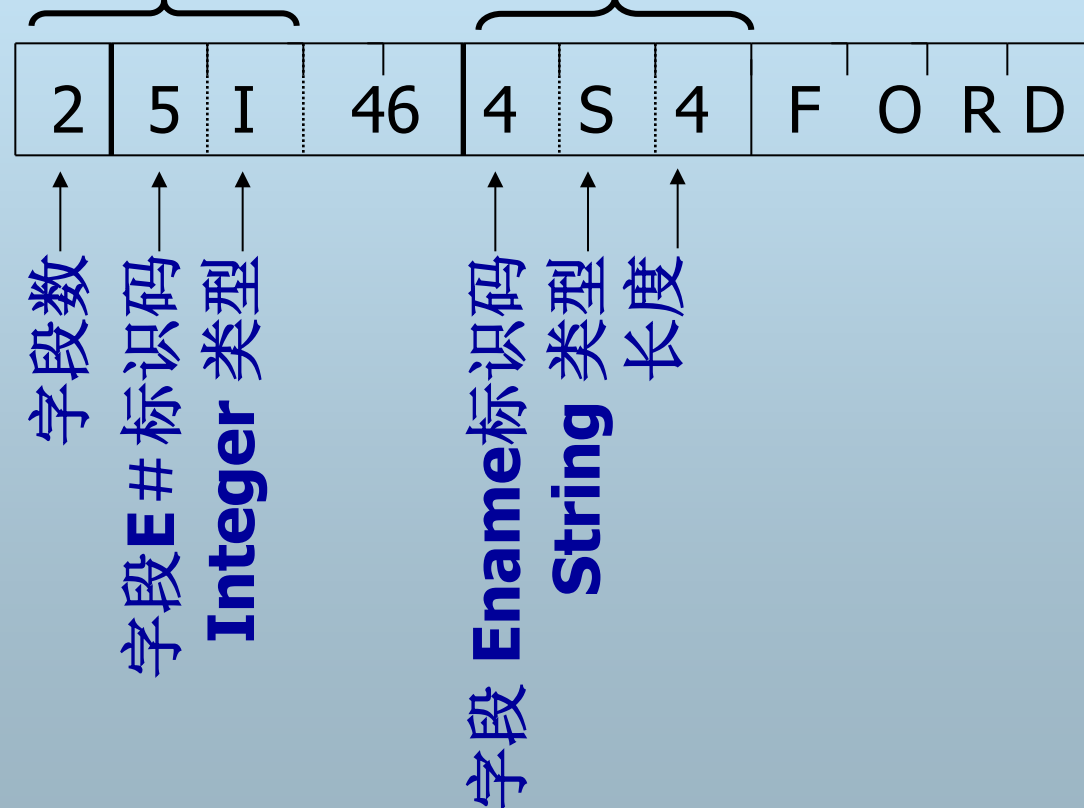 2 5 I 46 4 S 4 F O R D
字段数
字段E＃标识码
Integer 类型
字段 Ename标识码
String 类型
长度